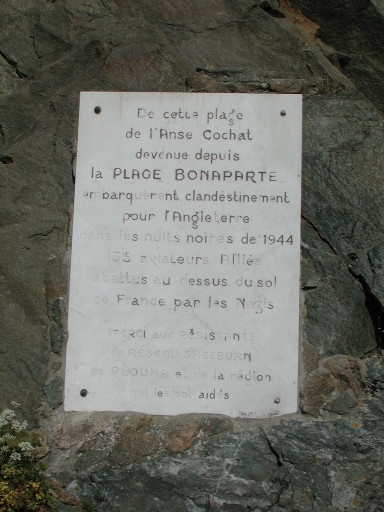 De cette plage
de l'Anse Cochat
devenue depuis
la PLAGE BONAPARTE
embarquèrent clandestinement
pour l'Angleterre
dans les nuits noires de 1944
135 aviateurs Alliés
abattus au dessus du sol
de France par les Nazis
MERCI aux RÉSISTANTS
du RESEAU SHELBURN
de PLOUHA et de la région
qui les ont aidés